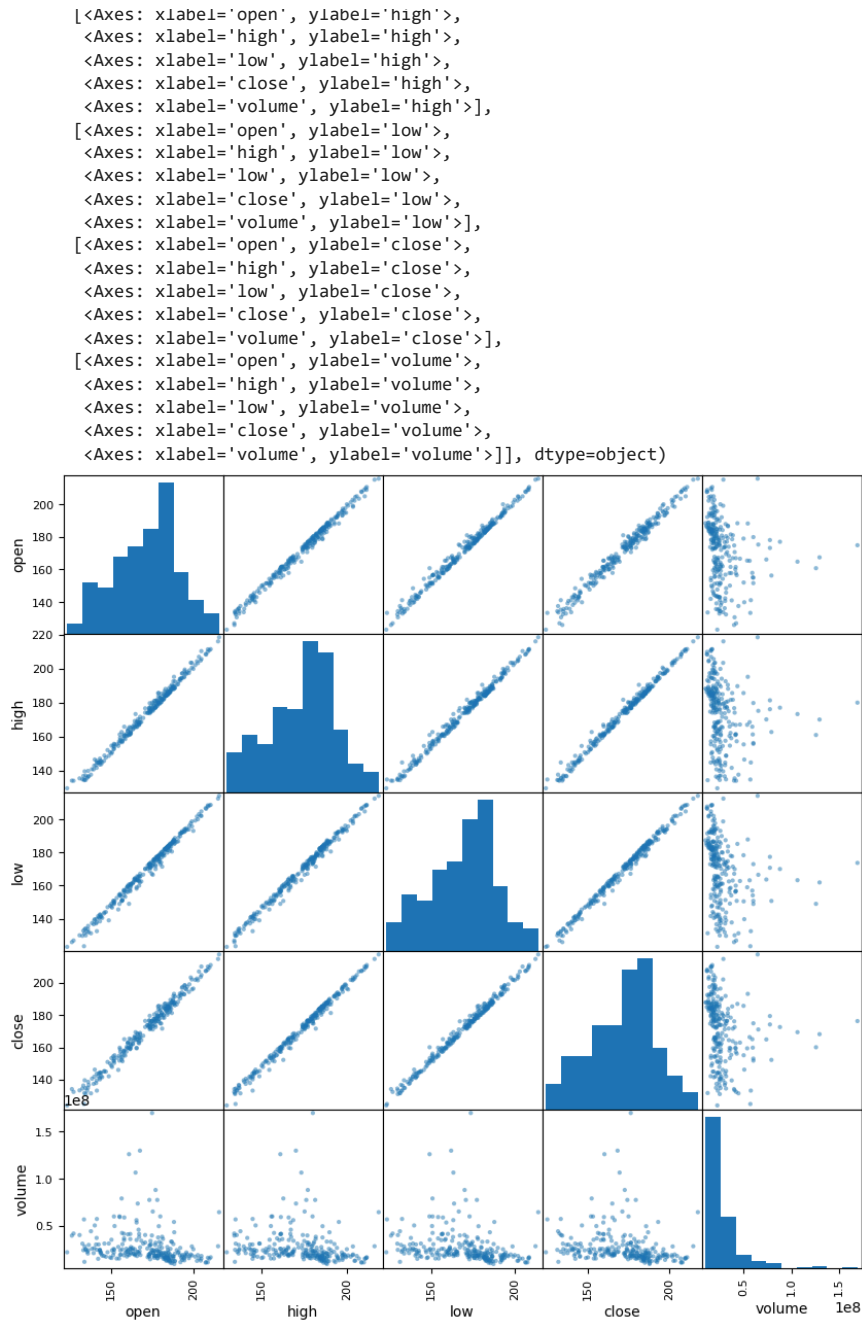 [<Axes: xlabel='open', ylabel='high'>,
<Axes: xlabel='high', ylabel='high'>,
<Axes: xlabel='low', ylabel='high'>,
<Axes: xlabel='close', ylabel='high'>,
<Axes: xlabel='volume', ylabel='high'>],
[<Axes: xlabel='open', ylabel='low'>,
<Axes: xlabel='high', ylabel='low'>,
<Axes: xlabel='low', ylabel='low'>,
<Axes: xlabel='close', ylabel='low'>,
<Axes: xlabel='volume', ylabel='low'>],
[<Axes: xlabel='open', ylabel='close'>,
<Axes: xlabel='high', ylabel='close'>,
<Axes: xlabel='low', ylabel='close'>,
<Axes: xlabel='close', ylabel='close'>,
<Axes: xlabel='volume', ylabel='close'>],
[<Axes: xlabel='open', ylabel='volume'>,
<Axes: xlabel='high', ylabel='volume'>,
<Axes: xlabel='low', ylabel='volume'>,
<Axes: xlabel='close', ylabel='volume'>,
<Axes: xlabel='volume', ylabel='volume'>]], dtype=object)
200
180
160
140
open
220
200
180
160
140
high
200
180
160
140
low
200
180
160
140
close
1e8
1.5
1.0
0.5
volume
150 200 150 200 150 200 150 200 0.5 1.0 1.5
open high low close volume 1e8